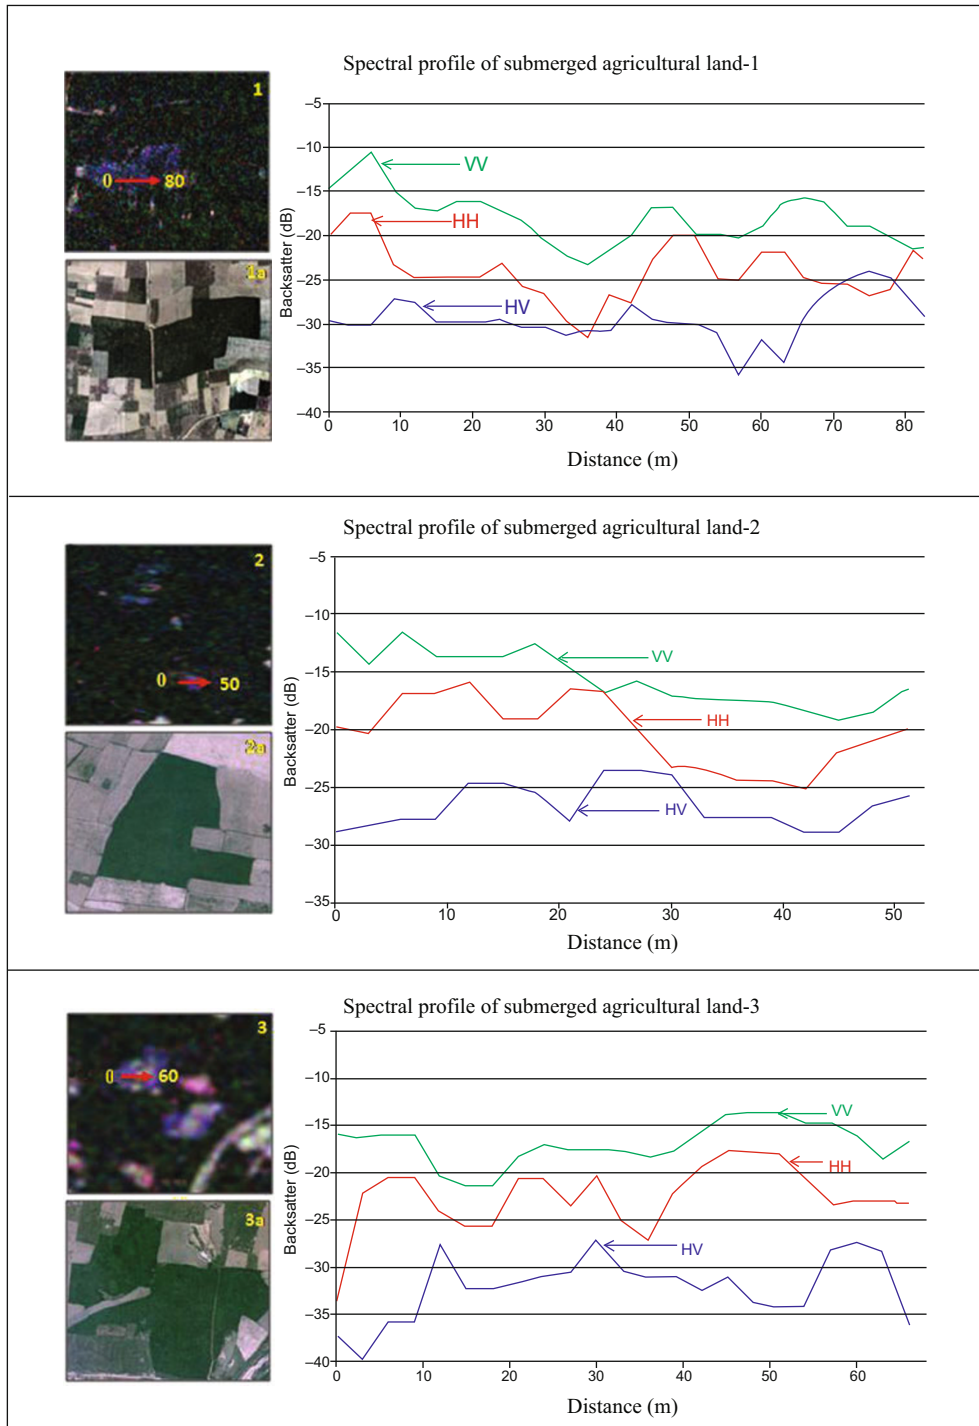 Spectral profile of submerged agricultural land-1
1
0 80
1a
Backsatter (dB)
–5
–10
–15
–20
–25
–30
–35
–40
VV
HH
HV
0 10 20 30 40 50 60 70 80
Distance (m)
Spectral profile of submerged agricultural land-2
2
0 50
2a
Backsatter (dB)
–5
–10
–15
–20
–25
–30
–35
VV
HH
HV
0 10 20 30 40 50
Distance (m)
Spectral profile of submerged agricultural land-3
3
0 60
3a
Backsatter (dB)
–5
–10
–15
–20
–25
–30
–35
–40
VV
HH
HV
0 10 20 30 40 50 60
Distance (m)